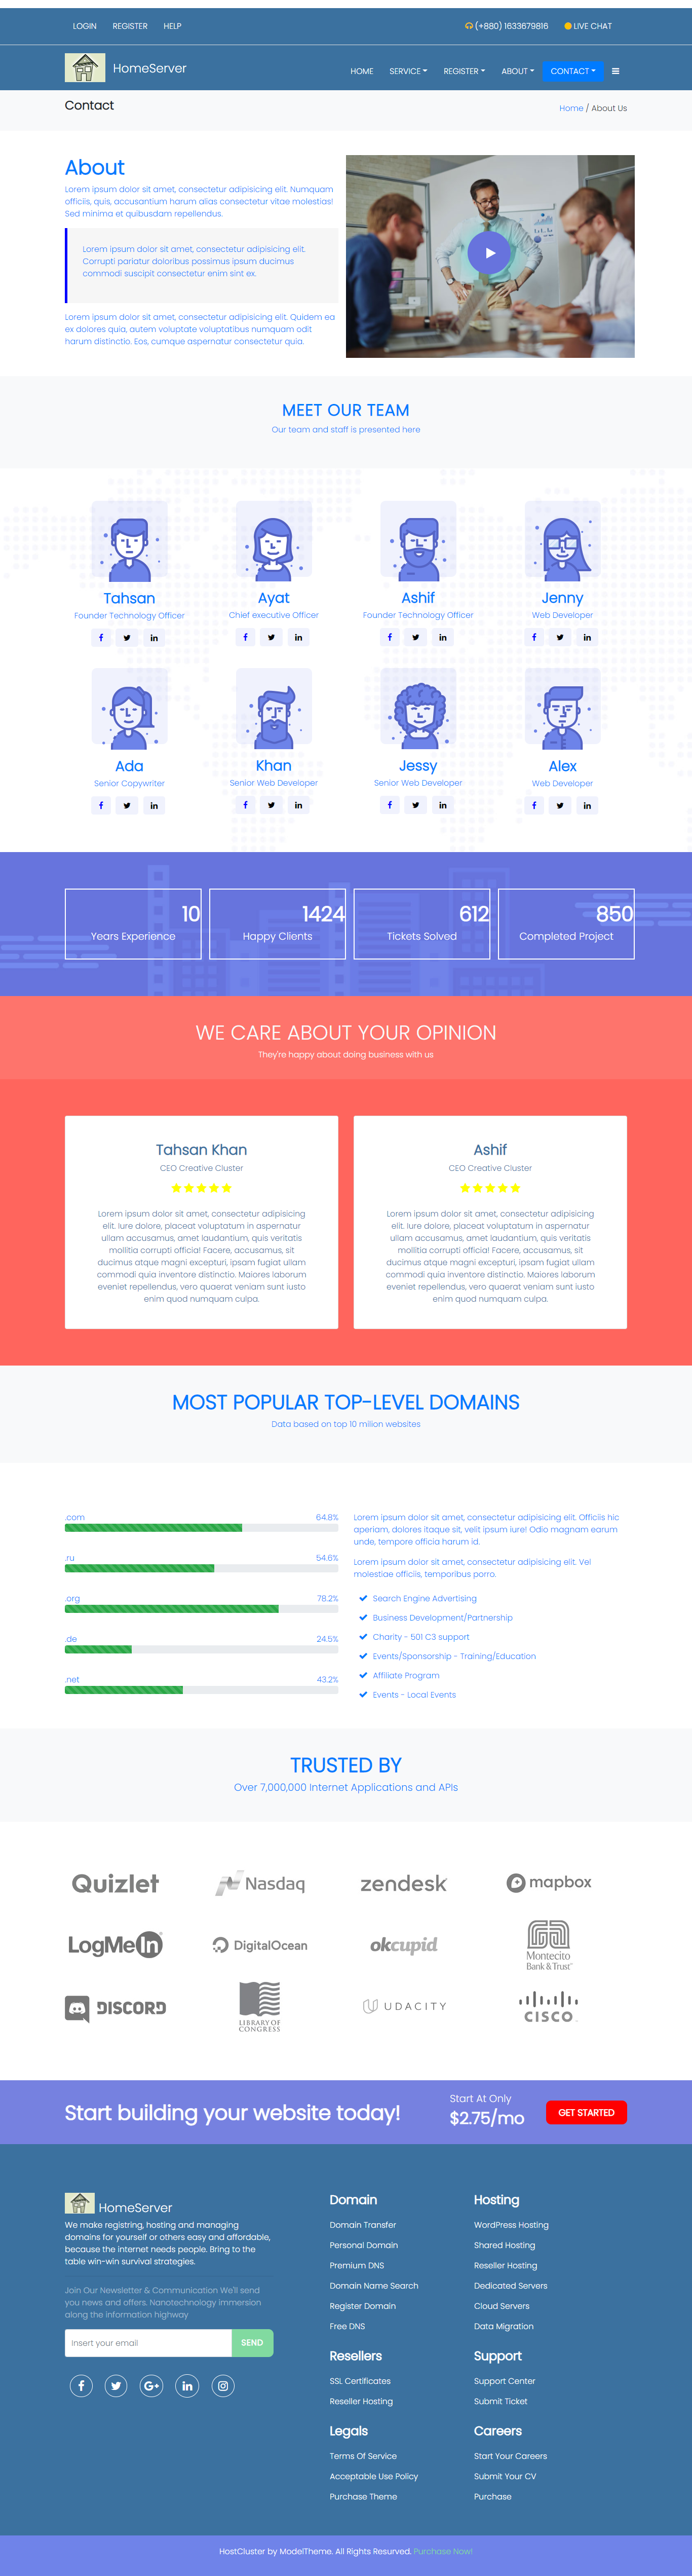 LOGIN REGISTER HELP (+880) 1633679816 LIVE CHAT
HomeServer HOME SERVICE REGISTER ABOUT CONTACT
Contact
Home / About Us
About
Lorem ipsum dolor sit amet, consectetur adipisicing elit. Numquam
officiis, quis, accusantium harum alias consectetur vitae molestias!
Sed minima et quibusdam repellendus.
Lorem ipsum dolor sit amet, consectetur adipisicing elit.
Corrupti pariatur doloribus possimus ipsum ducimus
commodi suscipit consectetur enim sint ex.
Lorem ipsum dolor sit amet, consectetur adipisicing elit. Quidem ea
ex dolores quia, autem voluptate voluptatibus numquam odit
harum distinctio. Eos, cumque aspernatur consectetur quia.
MEET OUR TEAM
Our team and staff is presented here
Tahsan
Founder Technology Officer
Ayat
Chief executive Officer
Ashif
Founder Technology Officer
Jenny
Web Developer
Ada
Senior Copywriter
Khan
Senior Web Developer
Jessy
Senior Web Developer
Alex
Web Developer
10
Years Experience
1424
Happy Clients
612
Tickets Solved
850
Completed Project
WE CARE ABOUT YOUR OPINION
They're happy about doing business with us
Tahsan Khan
CEO Creative Cluster
Lorem ipsum dolor sit amet, consectetur adipisicing
elit. Iure dolore, placeat voluptatum in aspernatur
ullam accusamus, amet laudantium, quis veritatis
mollitia corrupti officia! Facere, accusamus, sit
ducimus atque magni excepturi, ipsam fugiat ullam
commodi quia inventore distinctio. Maiores laborum
eveniet repellendus, vero quaerat veniam sunt iusto
enim quod numquam culpa.
Ashif
CEO Creative Cluster
Lorem ipsum dolor sit amet, consectetur adipisicing
elit. Iure dolore, placeat voluptatum in aspernatur
ullam accusamus, amet laudantium, quis veritatis
mollitia corrupti officia! Facere, accusamus, sit
ducimus atque magni excepturi, ipsam fugiat ullam
commodi quia inventore distinctio. Maiores laborum
eveniet repellendus, vero quaerat veniam sunt iusto
enim quod numquam culpa.
MOST POPULAR TOP-LEVEL DOMAINS
Data based on top 10 milion websites
.com 64.8%
.ru 54.6%
.org 78.2%
.de 24.5%
.net 43.2%
Lorem ipsum dolor sit amet, consectetur adipisicing elit. Officiis hic
aperiam, dolores itaque sit, velit ipsum iure! Odio magnam earum
unde, tempore officia harum id.
Lorem ipsum dolor sit amet, consectetur adipisicing elit. Vel
molestiae officiis, temporibus porro.
Search Engine Advertising
Business Development/Partnership
Charity - 501 C3 support
Events/Sponsorship - Training/Education
Affiliate Program
Events - Local Events
TRUSTED BY
Over 7,000,000 Internet Applications and APIs
Quizlet Nasdaq zendesk mapbox
LogMeIn DigitalOcean okcupid Montecito
Bank & Trust
DISCORD LIBRARY OF
CONGRESS UDACITY CISCO
Start building your website today!
Start At Only
$2.75/mo
GET STARTED
HomeServer
We make registring, hosting and managing
domains for yourself or others easy and affordable,
because the internet needs people. Bring to the
table win-win survival strategies.
Join Our Newsletter & Communication We'll send
you news and offers. Nanotechnology immersion
along the information highway
Insert your email SEND
Domain
Domain Transfer
Personal Domain
Premium DNS
Domain Name Search
Register Domain
Free DNS
Hosting
WordPress Hosting
Shared Hosting
Reseller Hosting
Dedicated Servers
Cloud Servers
Data Migration
Resellers
SSL Certificates
Reseller Hosting
Support
Support Center
Submit Ticket
Legals
Terms Of Service
Acceptable Use Policy
Purchase Theme
Careers
Start Your Careers
Submit Your CV
Purchase
HostCluster by ModelTheme. All Rights Resurved. Purchase Now!